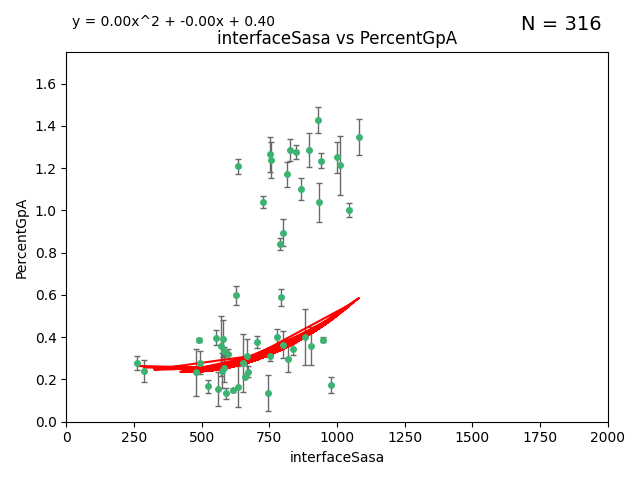 y = 0.00x^2 + -0.00x + 0.40
N = 316
interfaceSasa vs PercentGpA
PercentGpA
1.6
1.4
1.2
1.0
0.8
0.6
0.4
0.2
0.0
0 250 500 750 1000 1250 1500 1750 2000
interfaceSasa